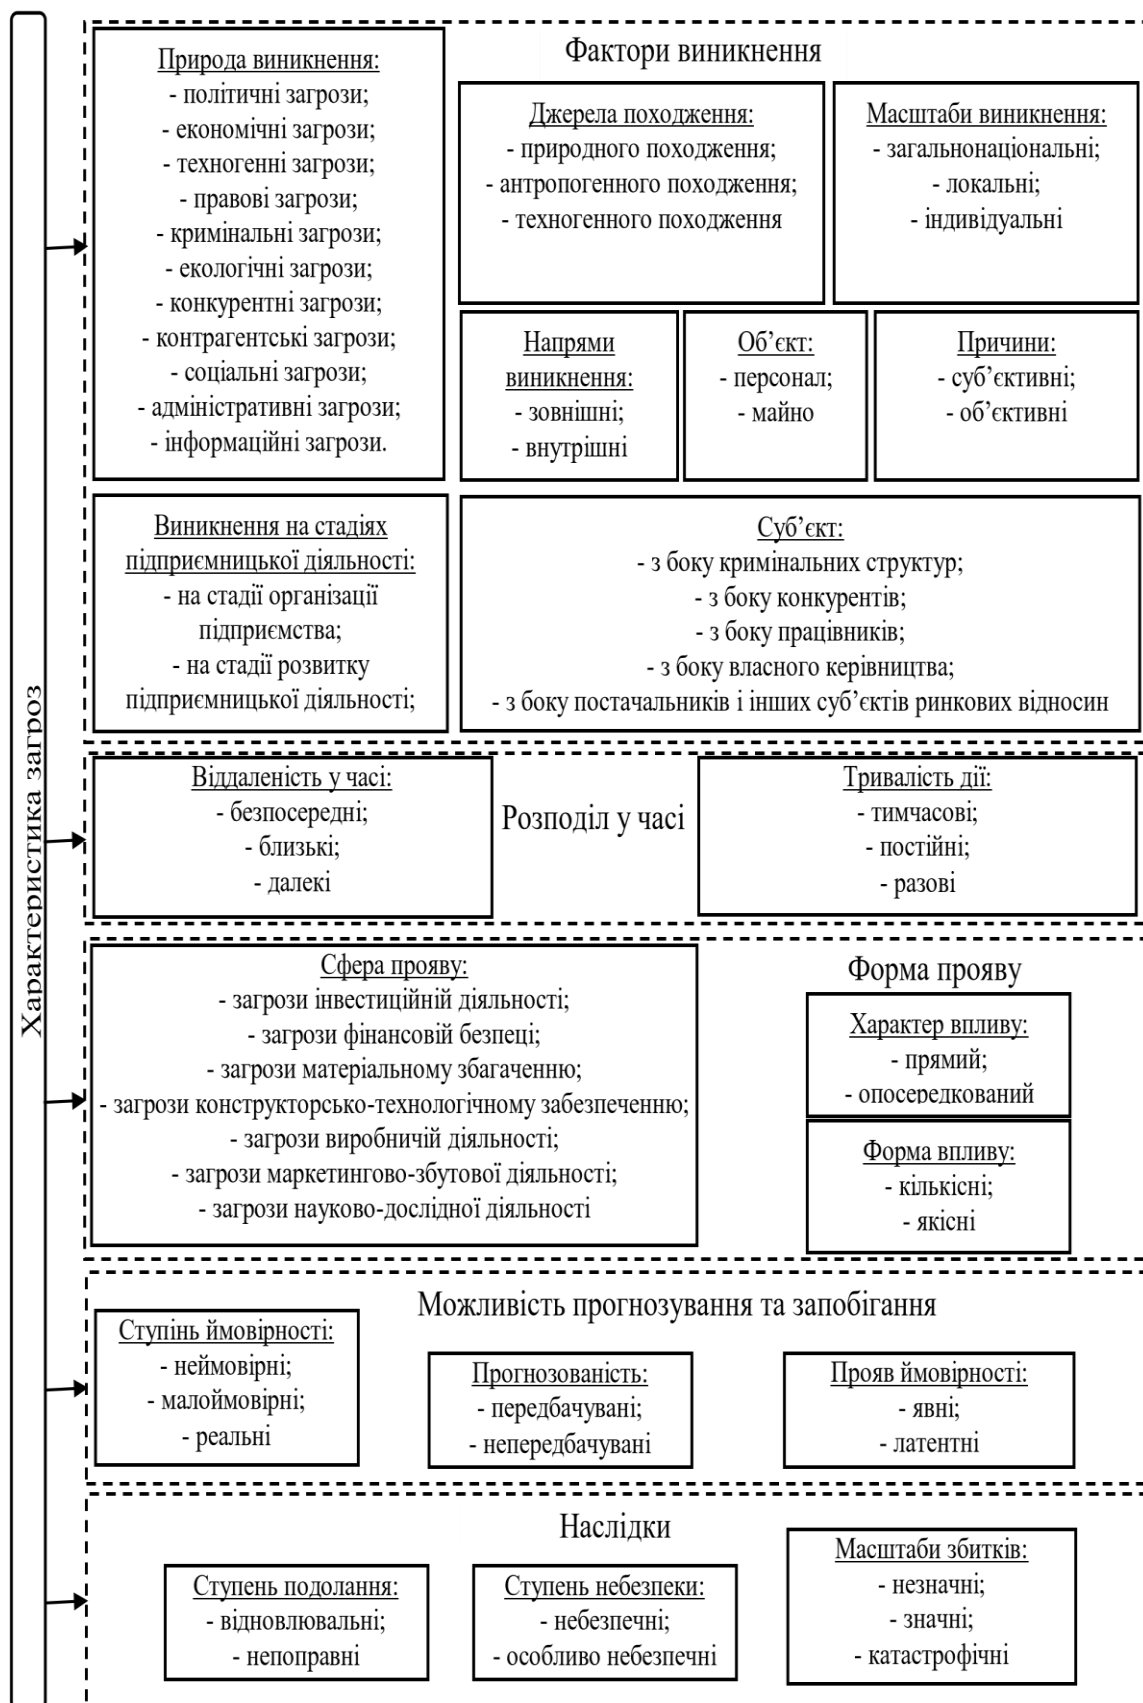 Характеристика загроз
Фактори виникнення
Природа виникнення:
- політичні загрози;
- економічні загрози;
- техногенні загрози;
- правові загрози;
- кримінальні загрози;
- екологічні загрози;
- конкурентні загрози;
- контрагентські загрози;
- соціальні загрози;
- адміністративні загрози;
- інформаційні загрози.
Джерела походження:
- природного походження;
- антропогенного походження;
- техногенного походження
Масштаби виникнення:
- загальнонаціональні;
- локальні;
- індивідуальні
Напрями
виникнення:
- зовнішні;
- внутрішні
Об’єкт:
- персонал;
- майно
Причини:
- суб’єктивні;
- об’єктивні
Виникнення на стадіях
підприємницької діяльності:
- на стадії організації
підприємства;
- на стадії розвитку
підприємницької діяльності;
Суб’єкт:
- з боку кримінальних структур;
- з боку конкурентів;
- з боку працівників;
- з боку власного керівництва;
- з боку постачальників і інших суб’єктів ринкових відносин
Віддаленість у часі:
- безпосередні;
- близькі;
- далекі
Розподіл у часі
Тривалість дії:
- тимчасові;
- постійні;
- разові
Сфера прояву:
- загрози інвестиційній діяльності;
- загрози фінансовій безпеці;
- загрози матеріальному збагаченню;
- загрози конструкторсько-технологічному забезпеченню;
- загрози виробничій діяльності;
- загрози маркетингово-збутової діяльності;
- загрози науково-дослідної діяльності
Форма прояву
Характер впливу:
- прямий;
- опосередкований
Форма впливу:
- кількісні;
- якісні
Можливість прогнозування та запобігання
Ступінь ймовірності:
- неймовірні;
- малоймовірні;
- реальні
Прогнозованість:
- передбачувані;
- непередбачувані
Прояв ймовірності:
- явні;
- латентні
Наслідки
Ступень подолання:
- відновлювальні;
- непоправні
Ступень небезпеки:
- небезпечні;
- особливо небезпечні
Масштаби збитків:
- незначні;
- значні;
- катастрофічні